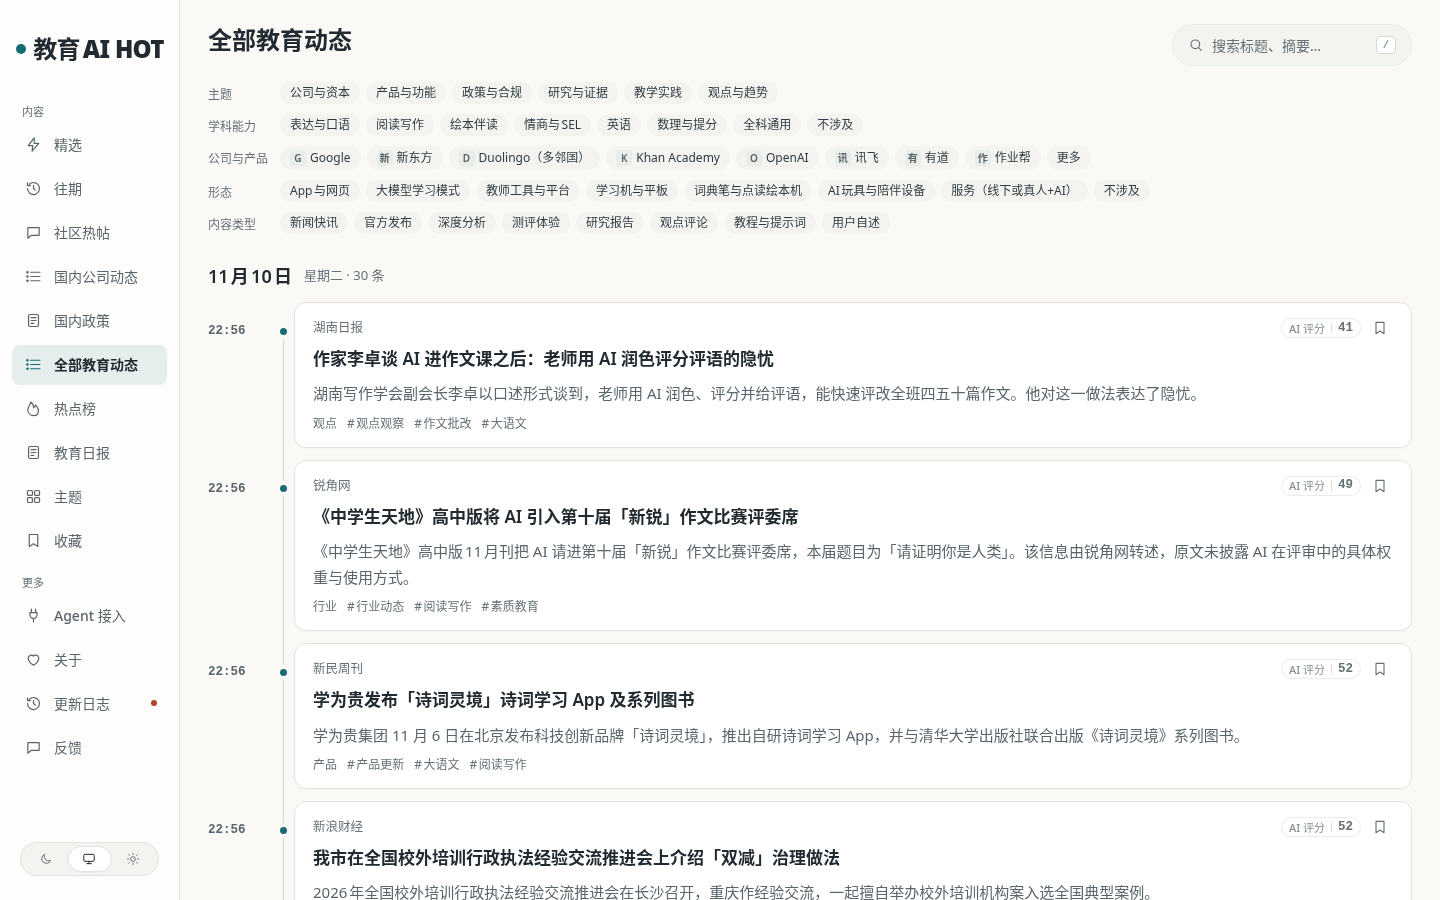 教育 AI HOT
内容
精选
往期
社区热帖
国内公司动态
国内政策
全部教育动态
热点榜
教育日报
主题
收藏
更多
Agent 接入
关于
更新日志
反馈
全部教育动态
搜索标题、摘要... /
主题 公司与资本 产品与功能 政策与合规 研究与证据 教学实践 观点与趋势
学科能力 表达与口语 阅读写作 绘本伴读 情商与SEL 英语 数理与提分 全科通用 不涉及
公司与产品 G Google 新 新东方 D Duolingo（多邻国） K Khan Academy O OpenAI 讯 讯飞 有 有道 作 作业帮 更多
形态 App与网页 大模型学习模式 教师工具与平台 学习机与平板 词典笔与点读绘本机 AI玩具与陪伴设备 服务（线下或真人+AI） 不涉及
内容类型 新闻快讯 官方发布 深度分析 测评体验 研究报告 观点评论 教程与提示词 用户自述
11月10日 星期二 · 30 条
22:56 湖南日报 AI 评分 41
作家李卓谈 AI 进作文课之后：老师用 AI 润色评分评语的隐忧
湖南写作学会副会长李卓以口述形式谈到，老师用 AI 润色、评分并给评语，能快速评改全班四五十篇作文。他对这一做法表达了隐忧。
观点 #观点观察 #作文批改 #大语文
22:56 锐角网 AI 评分 49
《中学生天地》高中版将 AI 引入第十届「新锐」作文比赛评委席
《中学生天地》高中版11月刊把 AI 请进第十届「新锐」作文比赛评委席，本届题目为「请证明你是人类」。该信息由锐角网转述，原文未披露 AI 在评审中的具体权
重与使用方式。
行业 #行业动态 #阅读写作 #素质教育
22:56 新民周刊 AI 评分 52
学为贵发布「诗词灵境」诗词学习 App 及系列图书
学为贵集团 11 月 6 日在北京发布科技创新品牌「诗词灵境」，推出自研诗词学习 App，并与清华大学出版社联合出版《诗词灵境》系列图书。
产品 #产品更新 #大语文 #阅读写作
22:56 新浪财经 AI 评分 52
我市在全国校外培训行政执法经验交流推进会上介绍「双减」治理做法
2026年全国校外培训行政执法经验交流推进会在长沙召开，重庆作经验交流，一起擅自举办校外培训机构案入选全国典型案例。